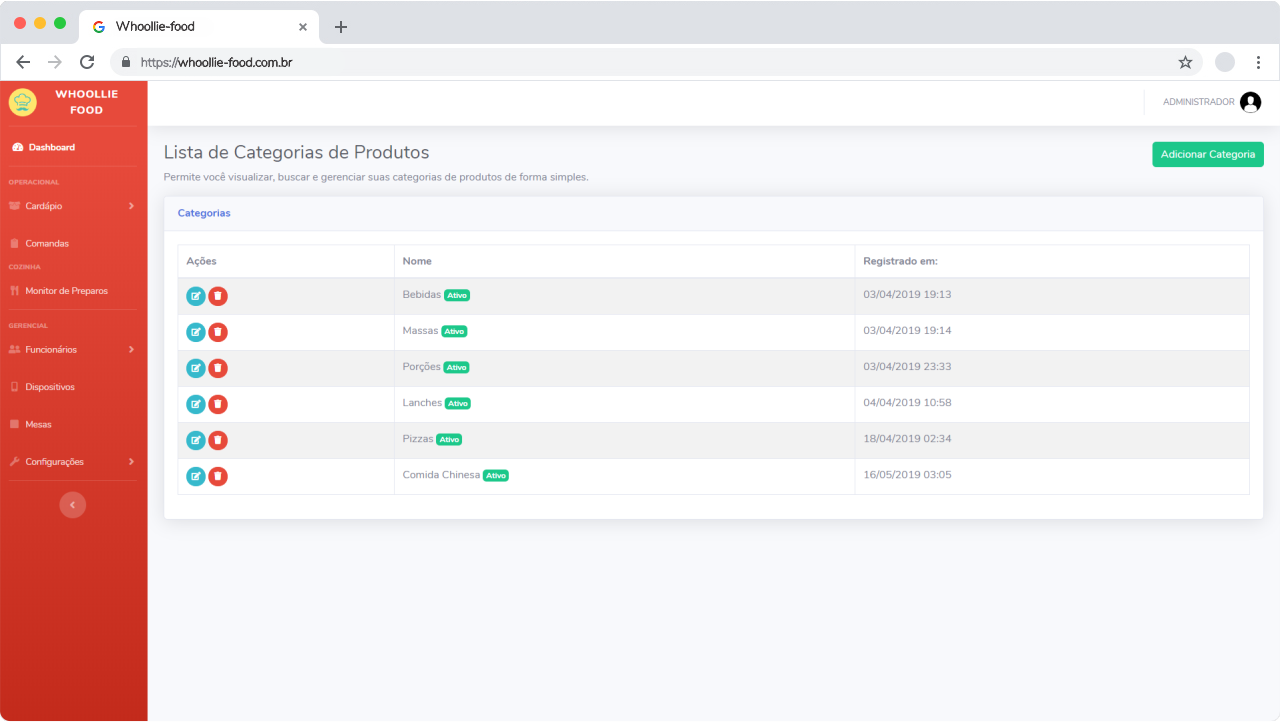 Whoollie-food
https://whoollie-food.com.br
WHOOLLIE
FOOD
ADMINISTRADOR
Dashboard
OPERACIONAL
Cardápio
Comandas
COZINHA
Monitor de Preparos
GERENCIAL
Funcionários
Dispositivos
Mesas
Configurações
Lista de Categorias de Produtos
Adicionar Categoria
Permite você visualizar, buscar e gerenciar suas categorias de produtos de forma simples.
Categorias
Ações Nome Registrado em:
Bebidas Ativo 03/04/2019 19:13
Massas Ativo 03/04/2019 19:14
Porções Ativo 03/04/2019 23:33
Lanches Ativo 04/04/2019 10:58
Pizzas Ativo 18/04/2019 02:34
Comida Chinesa Ativo 16/05/2019 03:05